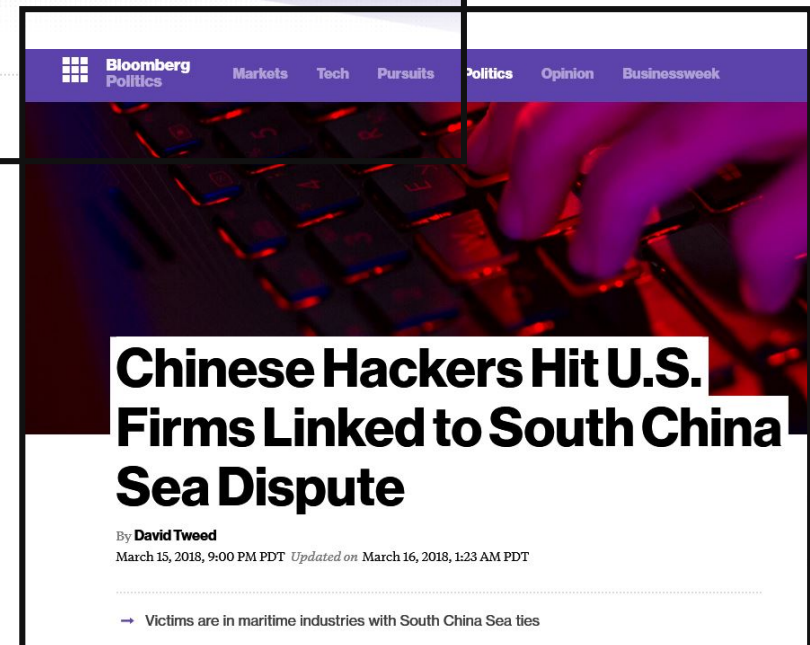 Bloomberg
Politics
Markets Tech Pursuits Politics Opinion Businessweek
5 R
4 E
Chinese Hackers Hit U.S.
Firms Linked to South China
Sea Dispute
By David Tweed
March 15, 2018, 9:00 PM PDT Updated on March 16, 2018, 1:23 AM PDT
→ Victims are in maritime industries with South China Sea ties